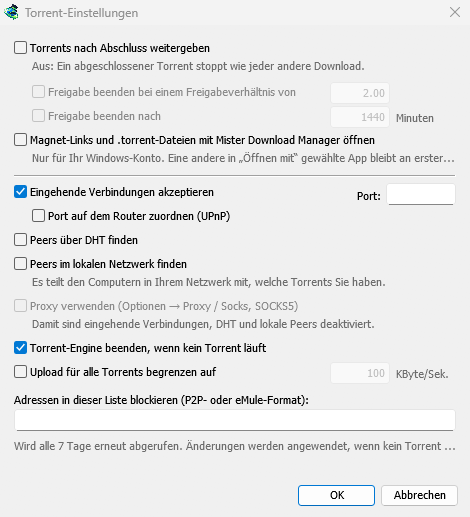 Torrent-Einstellungen
Torrents nach Abschluss weitergeben
Aus: Ein abgeschlossener Torrent stoppt wie jeder andere Download.
Freigabe beenden bei einem Freigabeverhältnis von 2.00
Freigabe beenden nach 1440 Minuten
Magnet-Links und .torrent-Dateien mit Mister Download Manager öffnen
Nur für Ihr Windows-Konto. Eine andere in „Öffnen mit“ gewählte App bleibt an erster...
Eingehende Verbindungen akzeptieren Port:
Port auf dem Router zuordnen (UPnP)
Peers über DHT finden
Peers im lokalen Netzwerk finden
Es teilt den Computern in Ihrem Netzwerk mit, welche Torrents Sie haben.
Proxy verwenden (Optionen → Proxy / Socks, SOCKS5)
Damit sind eingehende Verbindungen, DHT und lokale Peers deaktiviert.
Torrent-Engine beenden, wenn kein Torrent läuft
Upload für alle Torrents begrenzen auf 100 KByte/Sek.
Adressen in dieser Liste blockieren (P2P- oder eMule-Format):
Wird alle 7 Tage erneut abgerufen. Änderungen werden angewendet, wenn kein Torrent ...
OK Abbrechen